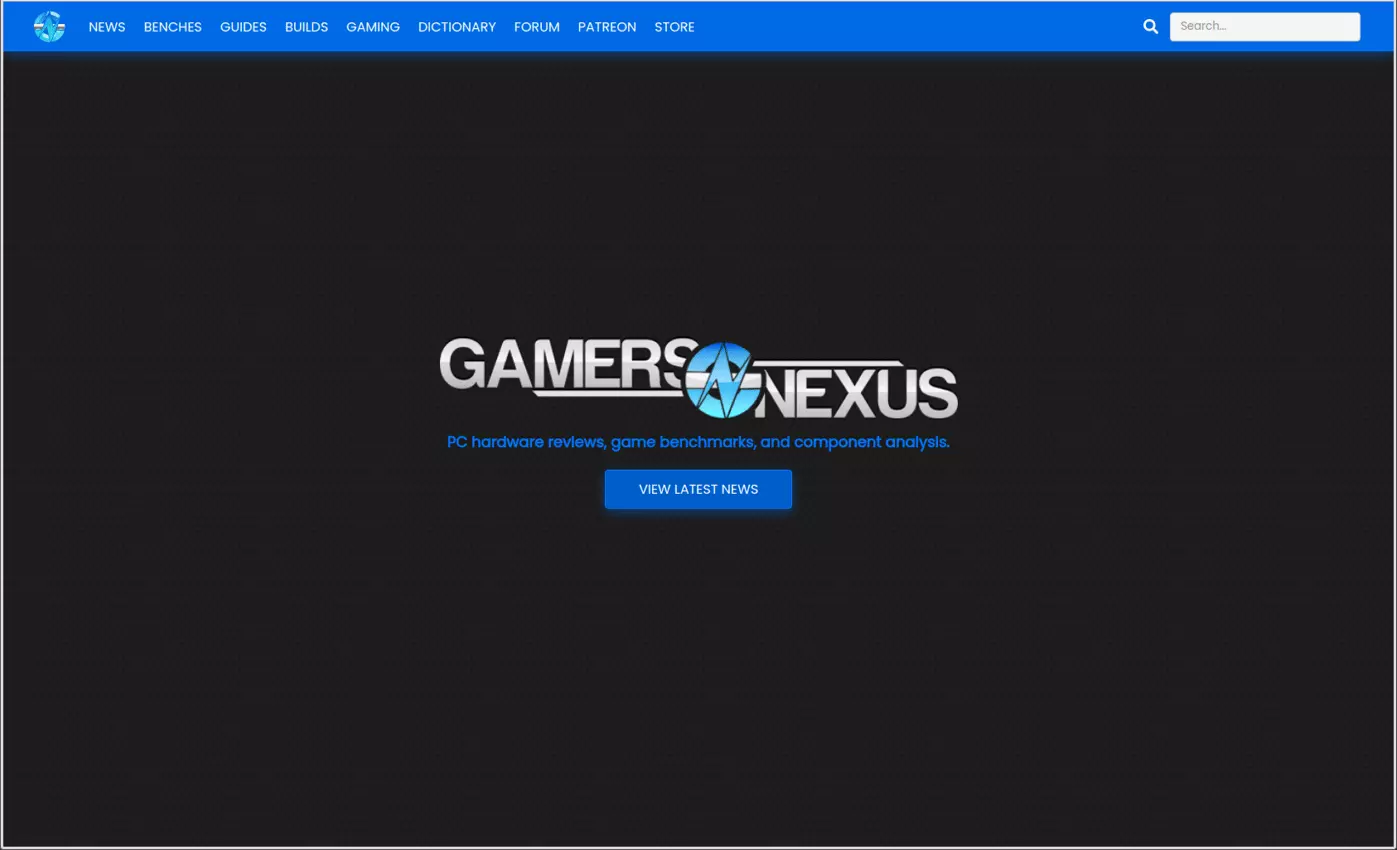 NEWS BENCHES GUIDES BUILDS GAMING DICTIONARY FORUM PATREON STORE Search...
GAMERS NEXUS
PC hardware reviews, game benchmarks, and component analysis.
VIEW LATEST NEWS